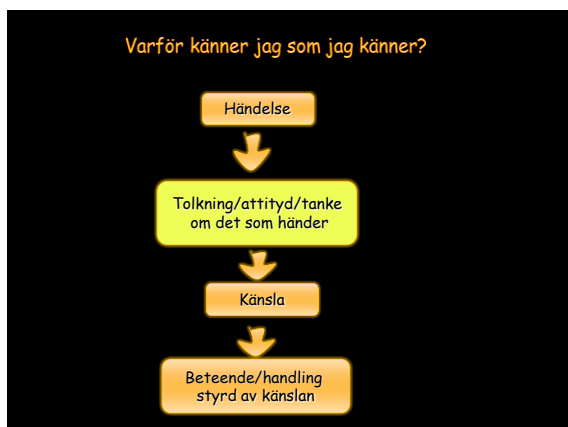 Varför känner jag som jag känner?
Händelse
Tolkning/attityd/tanke
om det som händer
Känsla
Beteende/handling
styrd av känslan